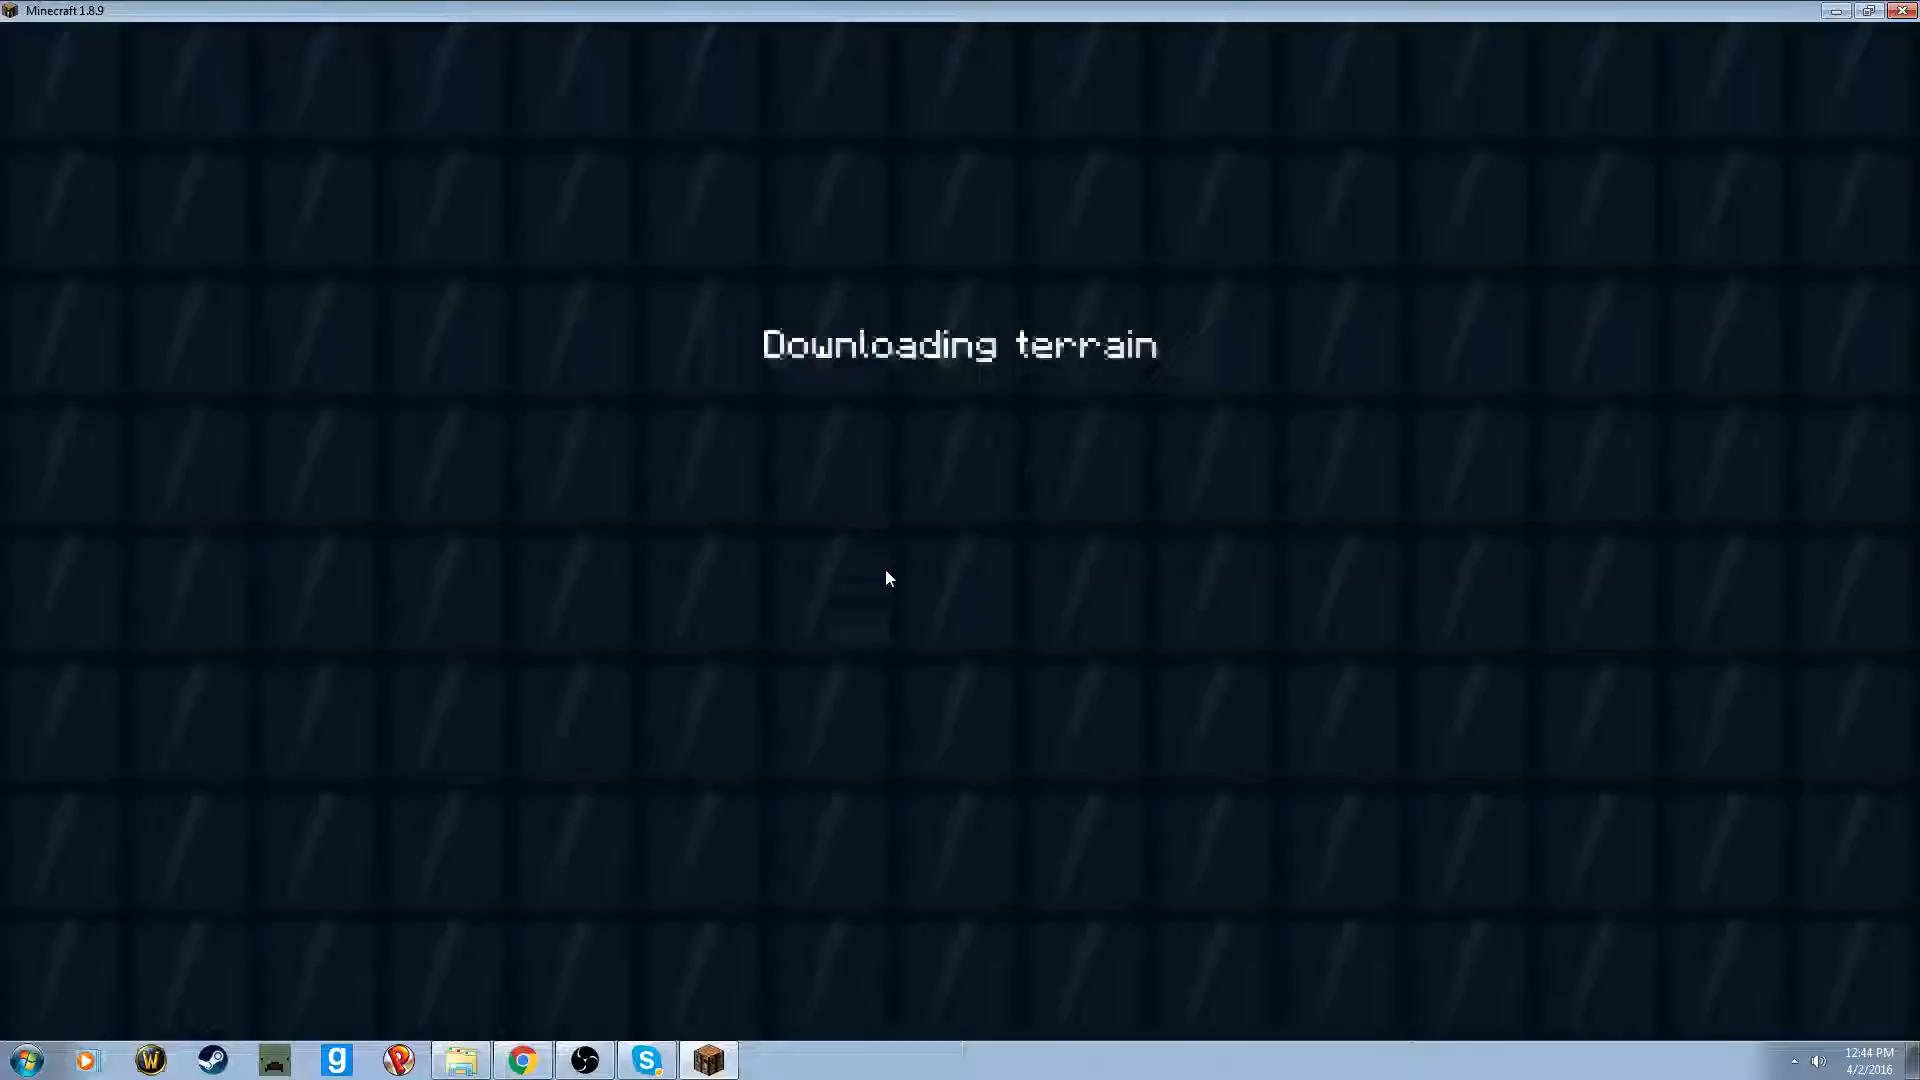 Minecraft 1.8.9
Downloading terrain
W
g
P
S
12:44 PM
4/2/2016